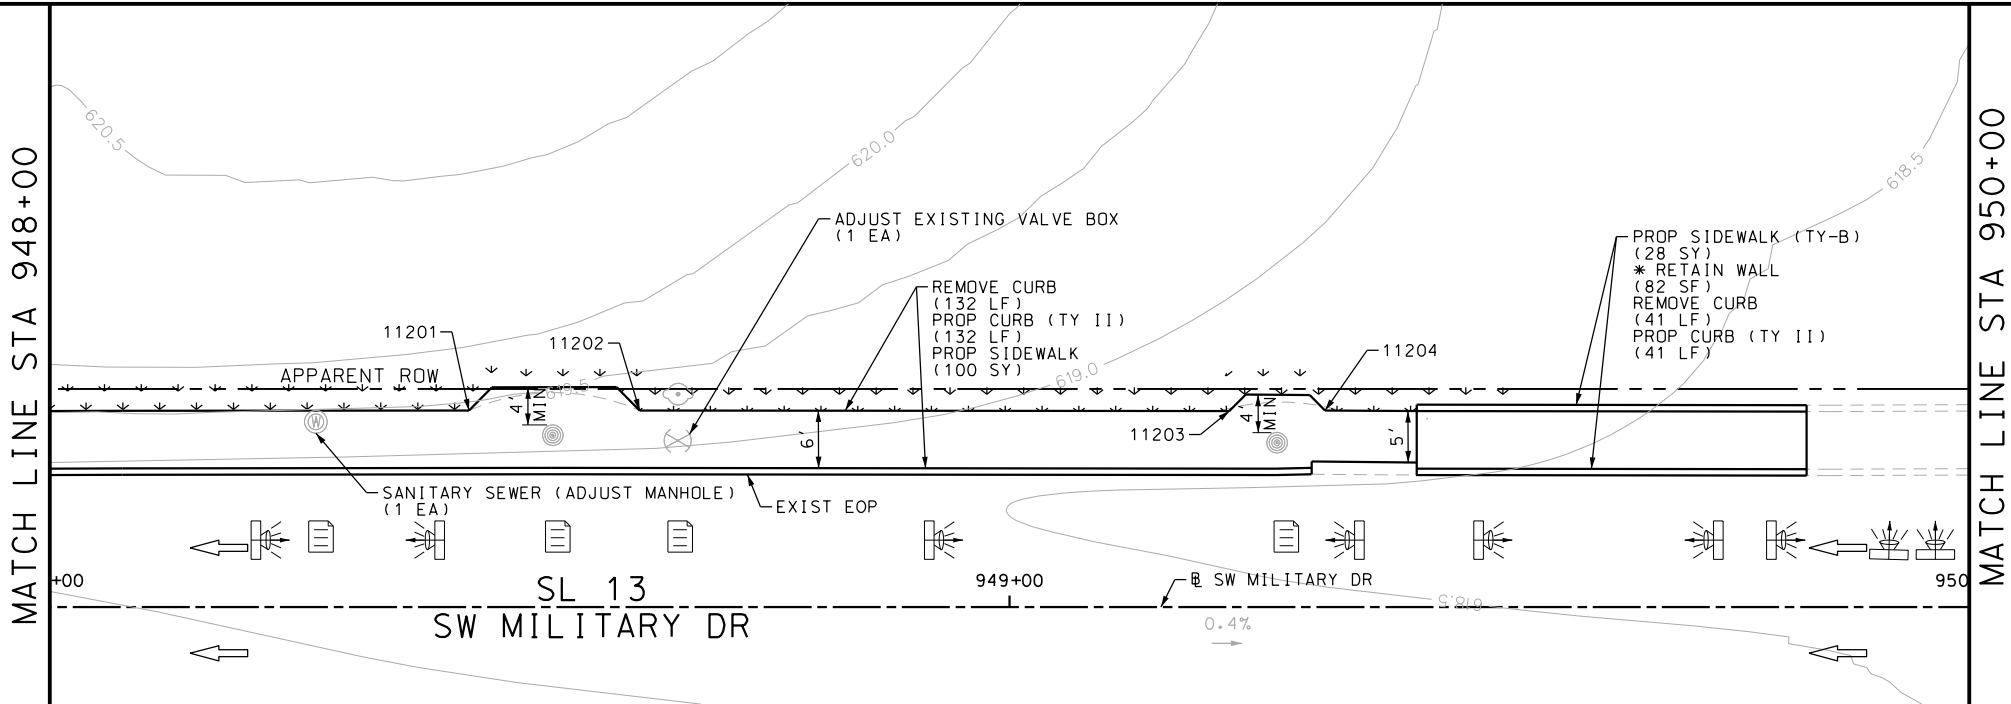 MATCH LINE STA 948+00
MATCH LINE STA 950+00
620.5
620.0
618.5
ADJUST EXISTING VALVE BOX
(1 EA)
PROP SIDEWALK (TY-B)
(28 SY)
* RETAIN WALL
(82 SF)
REMOVE CURB
(41 LF)
PROP CURB (TY II)
(41 LF)
REMOVE CURB
(132 LF)
PROP CURB (TY II)
(132 LF)
PROP SIDEWALK
(100 SY)
11201
11202
11204
APPARENT ROW
619.5
619.0
4'
MIN
4'
MIN
W
6'
11203
5'
SANITARY SEWER (ADJUST MANHOLE)
(1 EA)
EXIST EOP
+00
SL 13
949+00
B SW MILITARY DR
950
618.5
SW MILITARY DR
0.4%